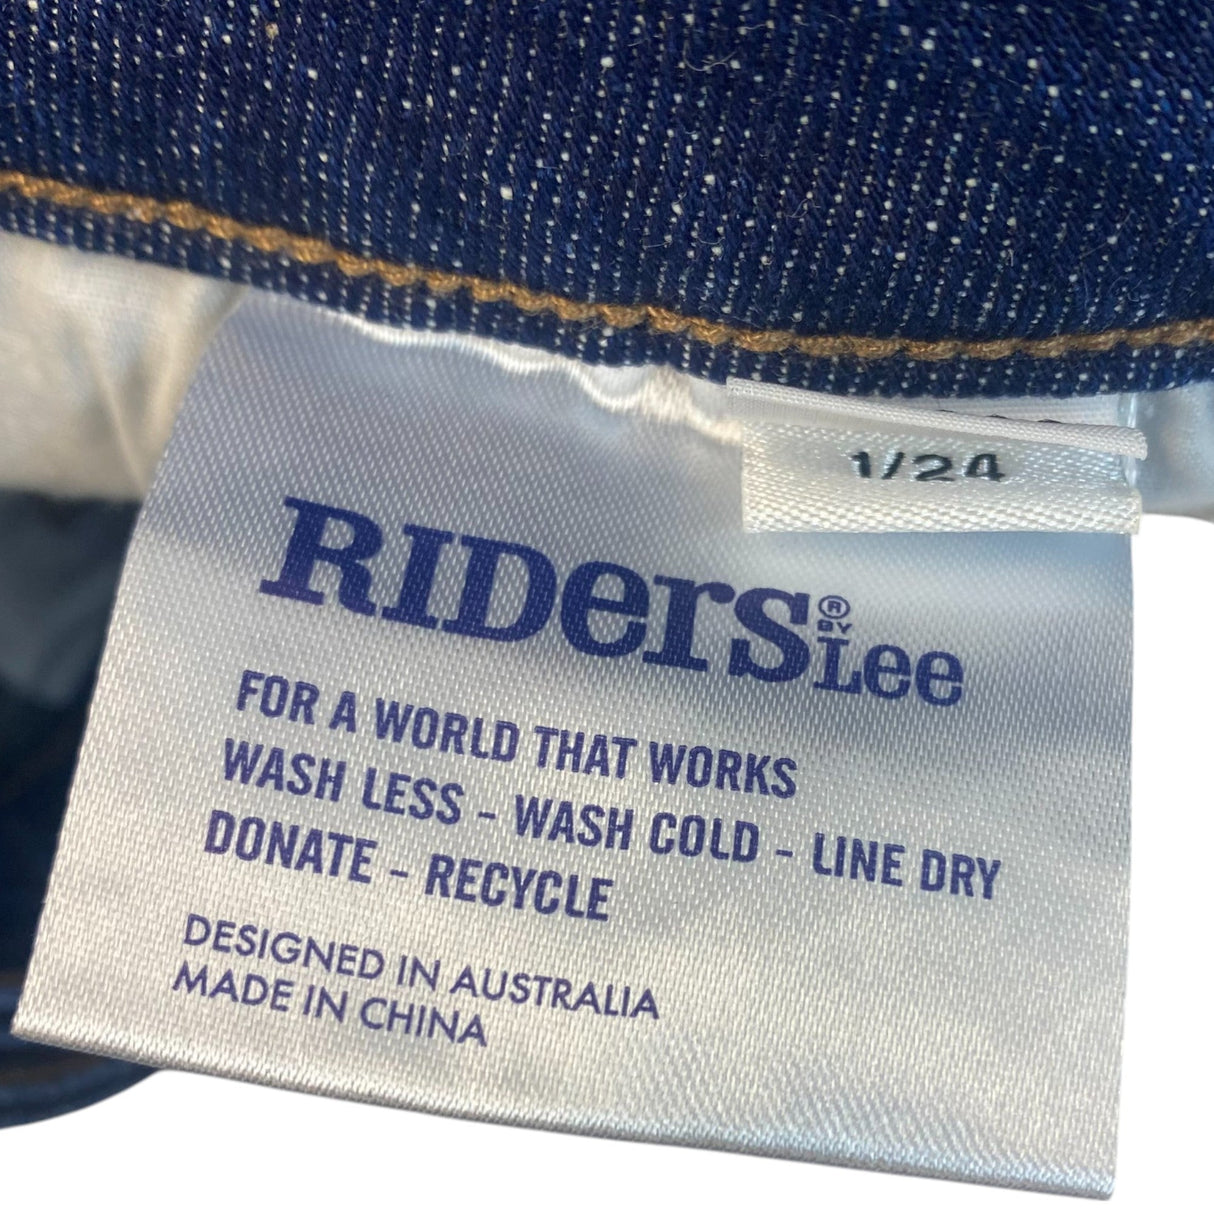 1/24
RIDERS® BY Lee
FOR A WORLD THAT WORKS
WASH LESS - WASH COLD - LINE DRY
DONATE - RECYCLE
DESIGNED IN AUSTRALIA
MADE IN CHINA